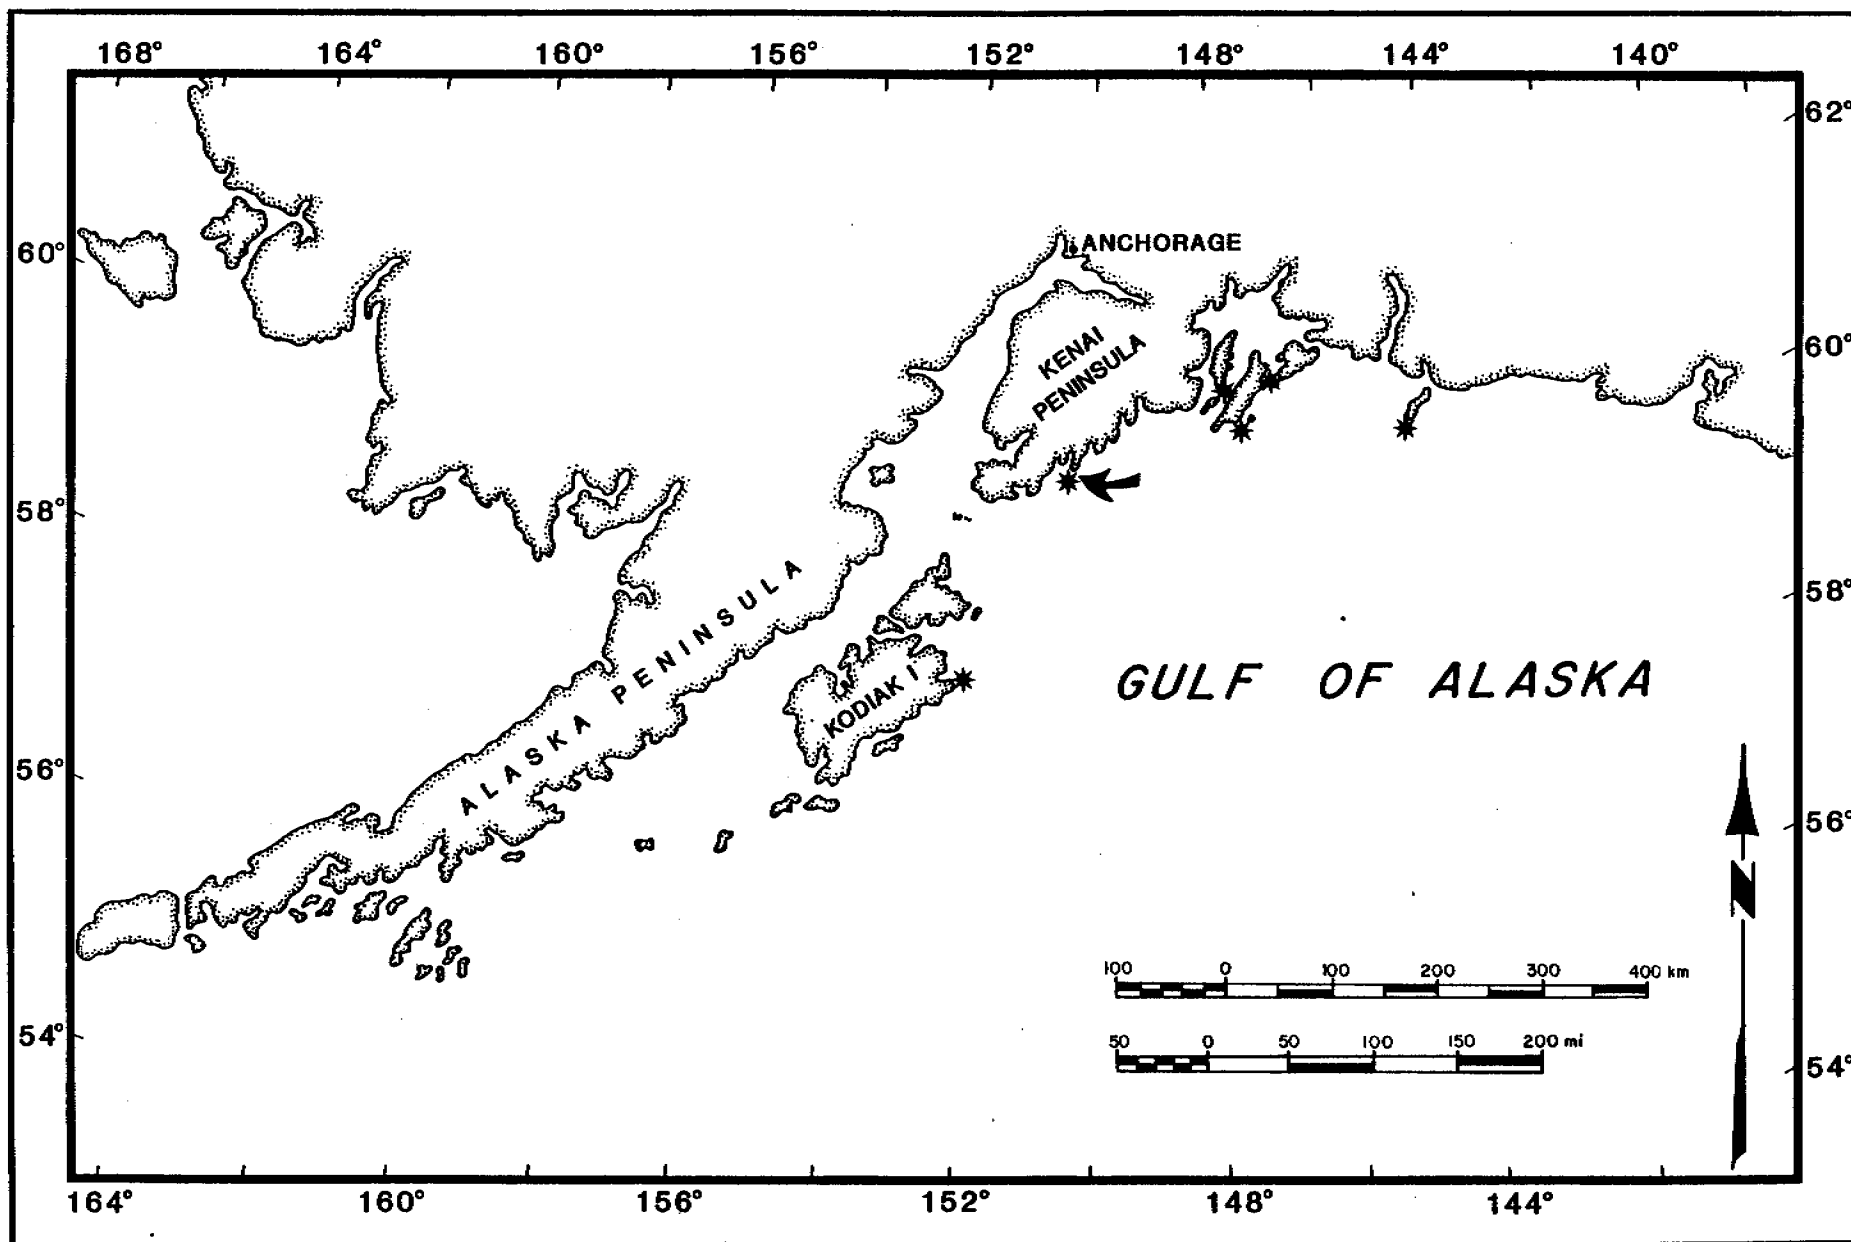 168° 164° 160° 156° 152° 148° 144° 140°
62°
ANCHORAGE
60°
60°
KENAI
PENINSULA
58°
58°
ALASKA PENINSULA
GULF OF ALASKA
KODIAK I
56°
56°
N
100 0 100 200 300 400 km
54°
50 0 50 100 150 200 mi
54°
164° 160° 156° 152° 148° 144°